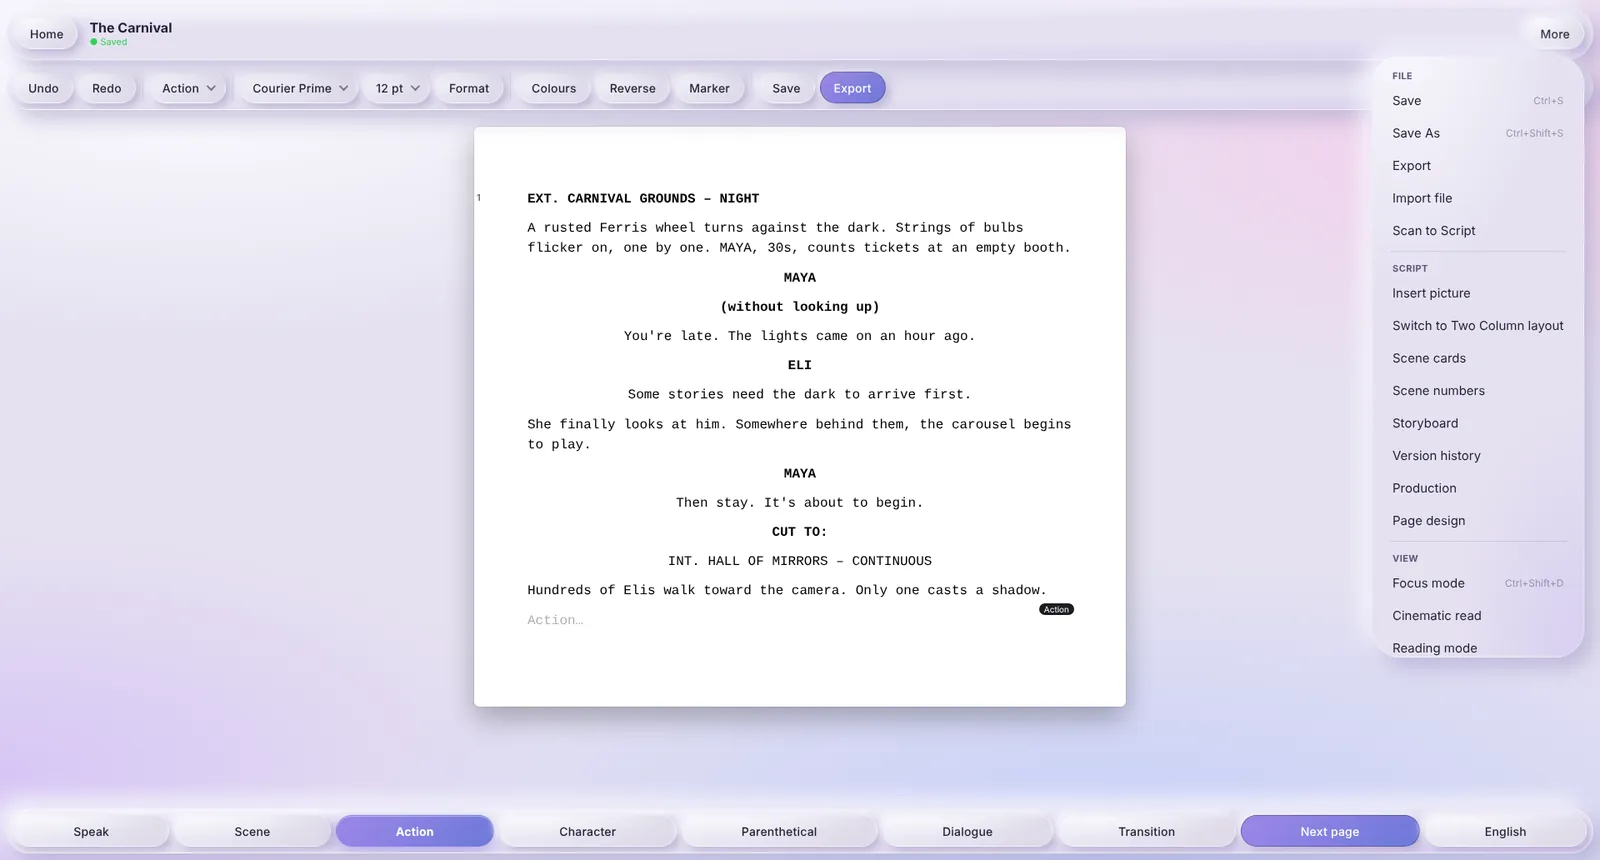 Home
The Carnival
Saved
More
Undo
Redo
Action
Courier Prime
12 pt
Format
Colours
Reverse
Marker
Save
Export
1
EXT. CARNIVAL GROUNDS – NIGHT
A rusted Ferris wheel turns against the dark. Strings of bulbs
flicker on, one by one. MAYA, 30s, counts tickets at an empty booth.
MAYA
(without looking up)
You're late. The lights came on an hour ago.
ELI
Some stories need the dark to arrive first.
She finally looks at him. Somewhere behind them, the carousel begins
to play.
MAYA
Then stay. It's about to begin.
CUT TO:
INT. HALL OF MIRRORS – CONTINUOUS
Hundreds of Elis walk toward the camera. Only one casts a shadow.
Action
Action…
FILE
Save Ctrl+S
Save As Ctrl+Shift+S
Export
Import file
Scan to Script
SCRIPT
Insert picture
Switch to Two Column layout
Scene cards
Scene numbers
Storyboard
Version history
Production
Page design
VIEW
Focus mode Ctrl+Shift+D
Cinematic read
Reading mode
Speak
Scene
Action
Character
Parenthetical
Dialogue
Transition
Next page
English